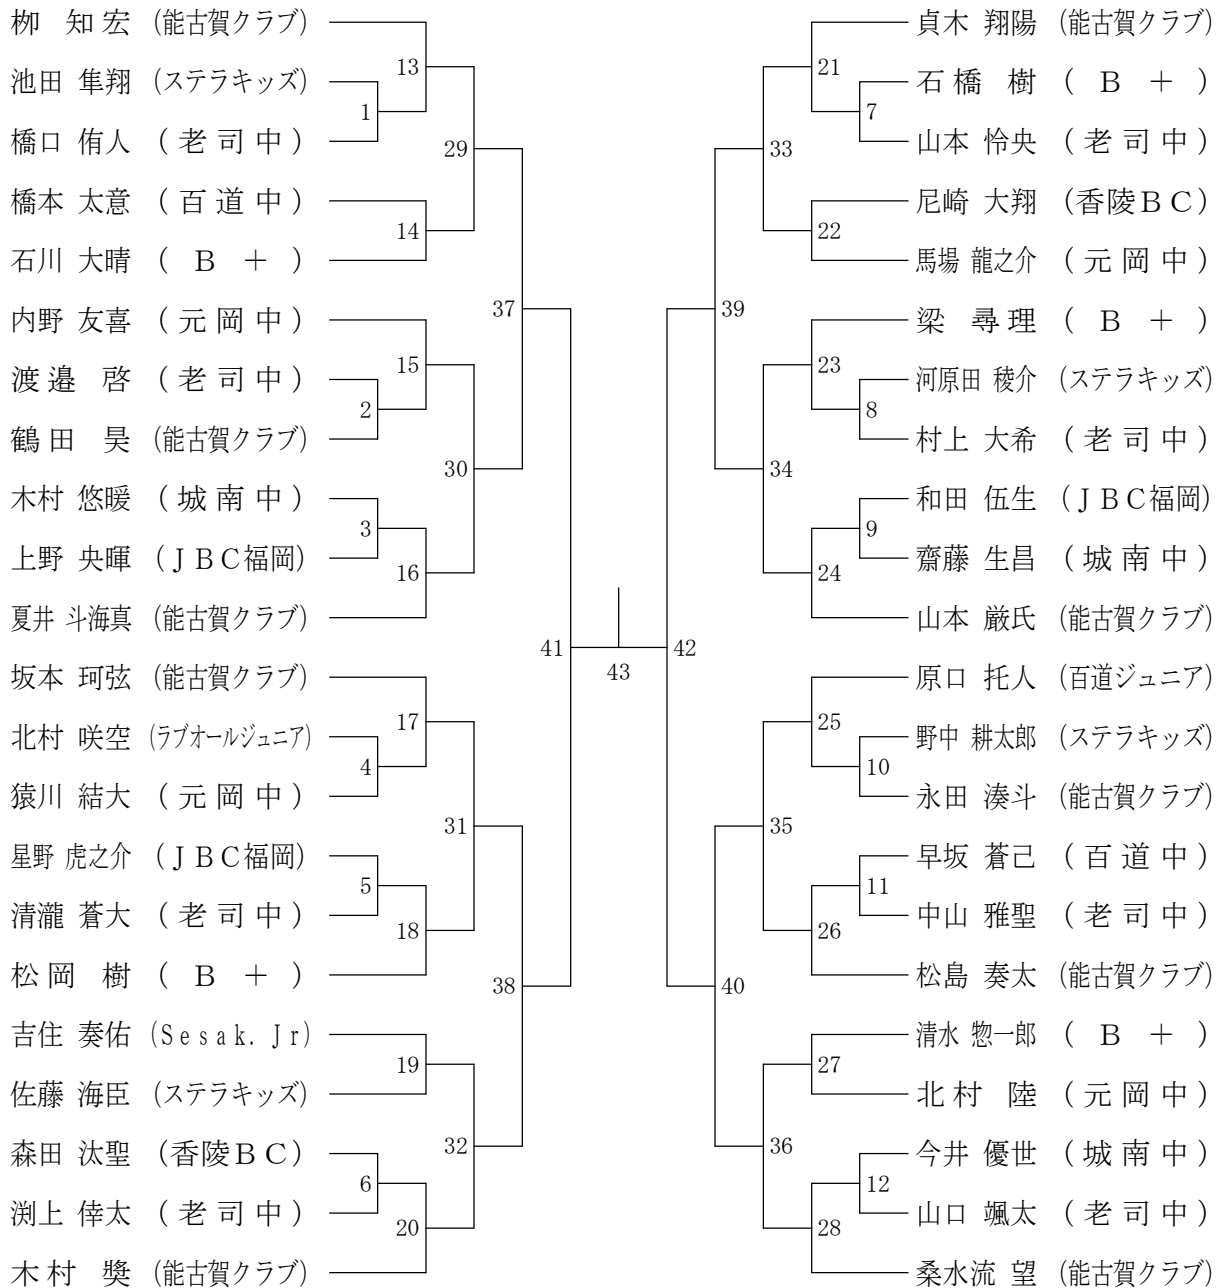 栁 知宏 (能古賀クラブ)
池田 隼翔 (ステラキッズ)
橋口 侑人 (老司中)
橋本 太意 (百道中)
石川 大晴 (B +)
内野 友喜 (元岡中)
渡邉 啓 (老司中)
鶴田 昊 (能古賀クラブ)
木村 悠暖 (城南中)
上野 央暉 (JBC福岡)
夏井 斗海真 (能古賀クラブ)
坂本 珂弦 (能古賀クラブ)
北村 咲空 (ラブオールジュニア)
猿川 結大 (元岡中)
星野 虎之介 (JBC福岡)
清瀧 蒼大 (老司中)
松岡 樹 (B +)
吉住 奏佑 (Sesak. Jr)
佐藤 海臣 (ステラキッズ)
森田 汰聖 (香陵BC)
渕上 倖太 (老司中)
木村 奬 (能古賀クラブ)
13
1
29
14
37
15
2
30
3
16
41
17
4
31
5
18
38
19
32
6
20
43
貞木 翔陽 (能古賀クラブ)
石橋 樹 (B +)
山本 怜央 (老司中)
尼崎 大翔 (香陵BC)
馬場 龍之介 (元岡中)
梁 尋理 (B +)
河原田 稜介 (ステラキッズ)
村上 大希 (老司中)
和田 伍生 (JBC福岡)
齋藤 生昌 (城南中)
山本 厳氏 (能古賀クラブ)
原口 托人 (百道ジュニア)
野中 耕太郎 (ステラキッズ)
永田 湊斗 (能古賀クラブ)
早坂 蒼己 (百道中)
中山 雅聖 (老司中)
松島 奏太 (能古賀クラブ)
清水 惣一郎 (B +)
北村 陸 (元岡中)
今井 優世 (城南中)
山口 颯太 (老司中)
桑水流 望 (能古賀クラブ)
21
7
33
22
39
23
8
34
9
24
42
25
10
35
11
26
40
27
36
12
28